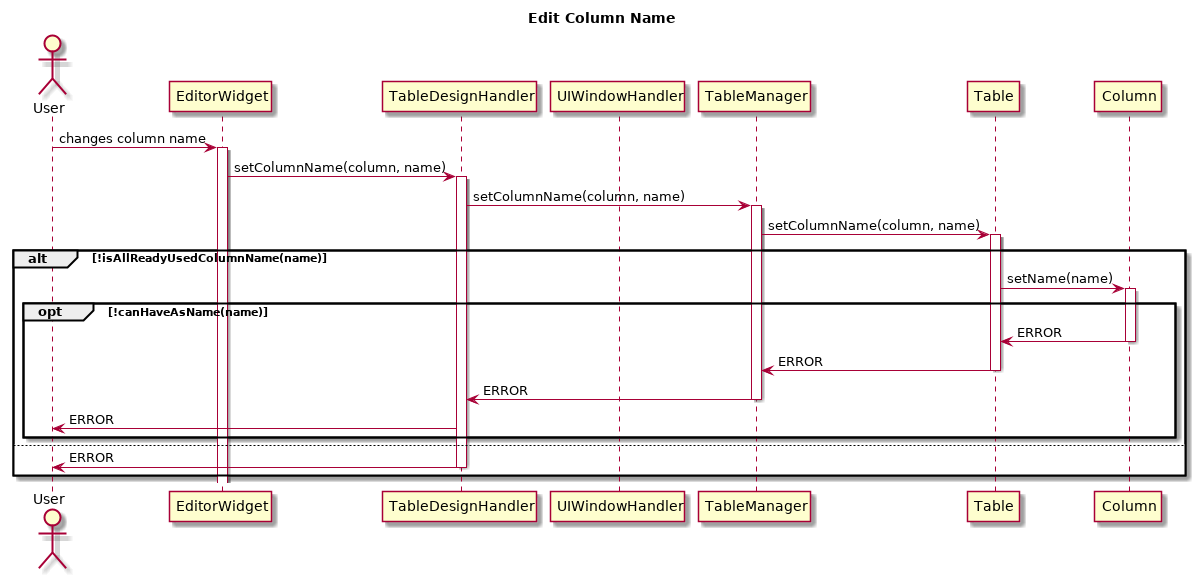 Edit Column Name
User
EditorWidget
TableDesignHandler
UIWindowHandler
TableManager
Table
Column
changes column name
setColumnName(column, name)
setColumnName(column, name)
setColumnName(column, name)
alt
[!isAllReadyUsedColumnName(name)]
setName(name)
opt
[!canHaveAsName(name)]
ERROR
ERROR
ERROR
ERROR
ERROR
User
EditorWidget
TableDesignHandler
UIWindowHandler
TableManager
Table
Column